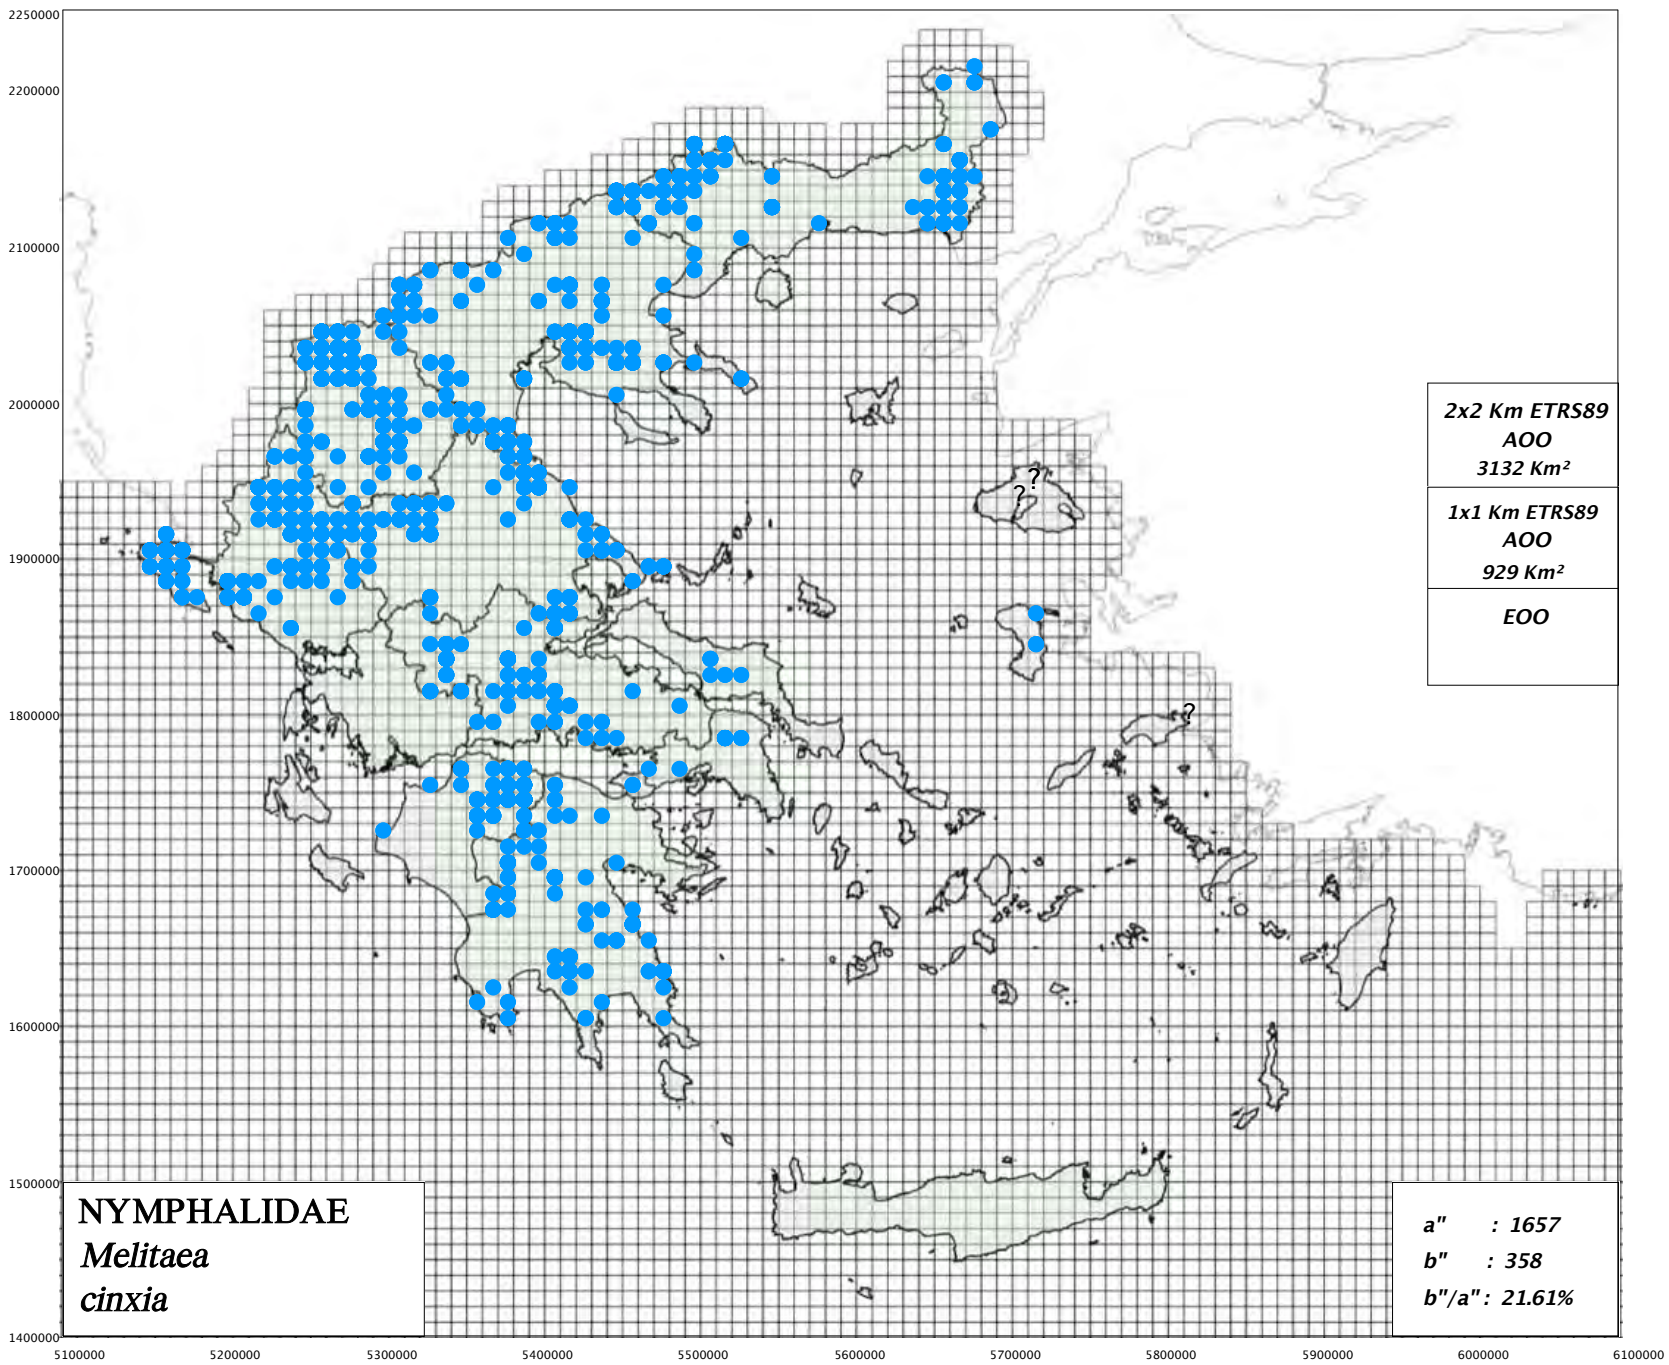 2250000
2200000
2100000
2000000
1900000
1800000
1700000
1600000
1500000
1400000
5100000 5200000 5300000 5400000 5500000 5600000 5700000 5800000 5900000 6000000 6100000
?
?
?
2x2 Km ETRS89
AOO
3132 Km²
1x1 Km ETRS89
AOO
929 Km²
EOO
NYMPHALIDAE
Melitaea
cinxia
a" : 1657
b" : 358
b"/a" : 21.61%